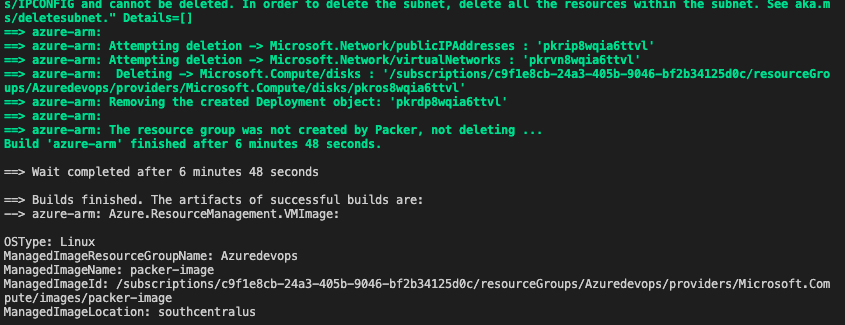 s/IPCONFIG and cannot be deleted. In order to delete the subnet, delete all the resources within the subnet. See aka.m
s/deletesubnet." Details=[]
==> azure-arm:
==> azure-arm: Attempting deletion -> Microsoft.Network/publicIPAddresses : 'pkrip8wqia6ttvl'
==> azure-arm: Attempting deletion -> Microsoft.Network/virtualNetworks : 'pkrvn8wqia6ttvl'
==> azure-arm:  Deleting -> Microsoft.Compute/disks : '/subscriptions/c9f1e8cb-24a3-405b-9046-bf2b34125d0c/resourceGro
ups/Azuredevops/providers/Microsoft.Compute/disks/pkros8wqia6ttvl'
==> azure-arm: Removing the created Deployment object: 'pkrdp8wqia6ttvl'
==> azure-arm:
==> azure-arm: The resource group was not created by Packer, not deleting ...
Build 'azure-arm' finished after 6 minutes 48 seconds.
==> Wait completed after 6 minutes 48 seconds
==> Builds finished. The artifacts of successful builds are:
--> azure-arm: Azure.ResourceManagement.VMImage:
OSType: Linux
ManagedImageResourceGroupName: Azuredevops
ManagedImageName: packer-image
ManagedImageId: /subscriptions/c9f1e8cb-24a3-405b-9046-bf2b34125d0c/resourceGroups/Azuredevops/providers/Microsoft.Com
pute/images/packer-image
ManagedImageLocation: southcentralus